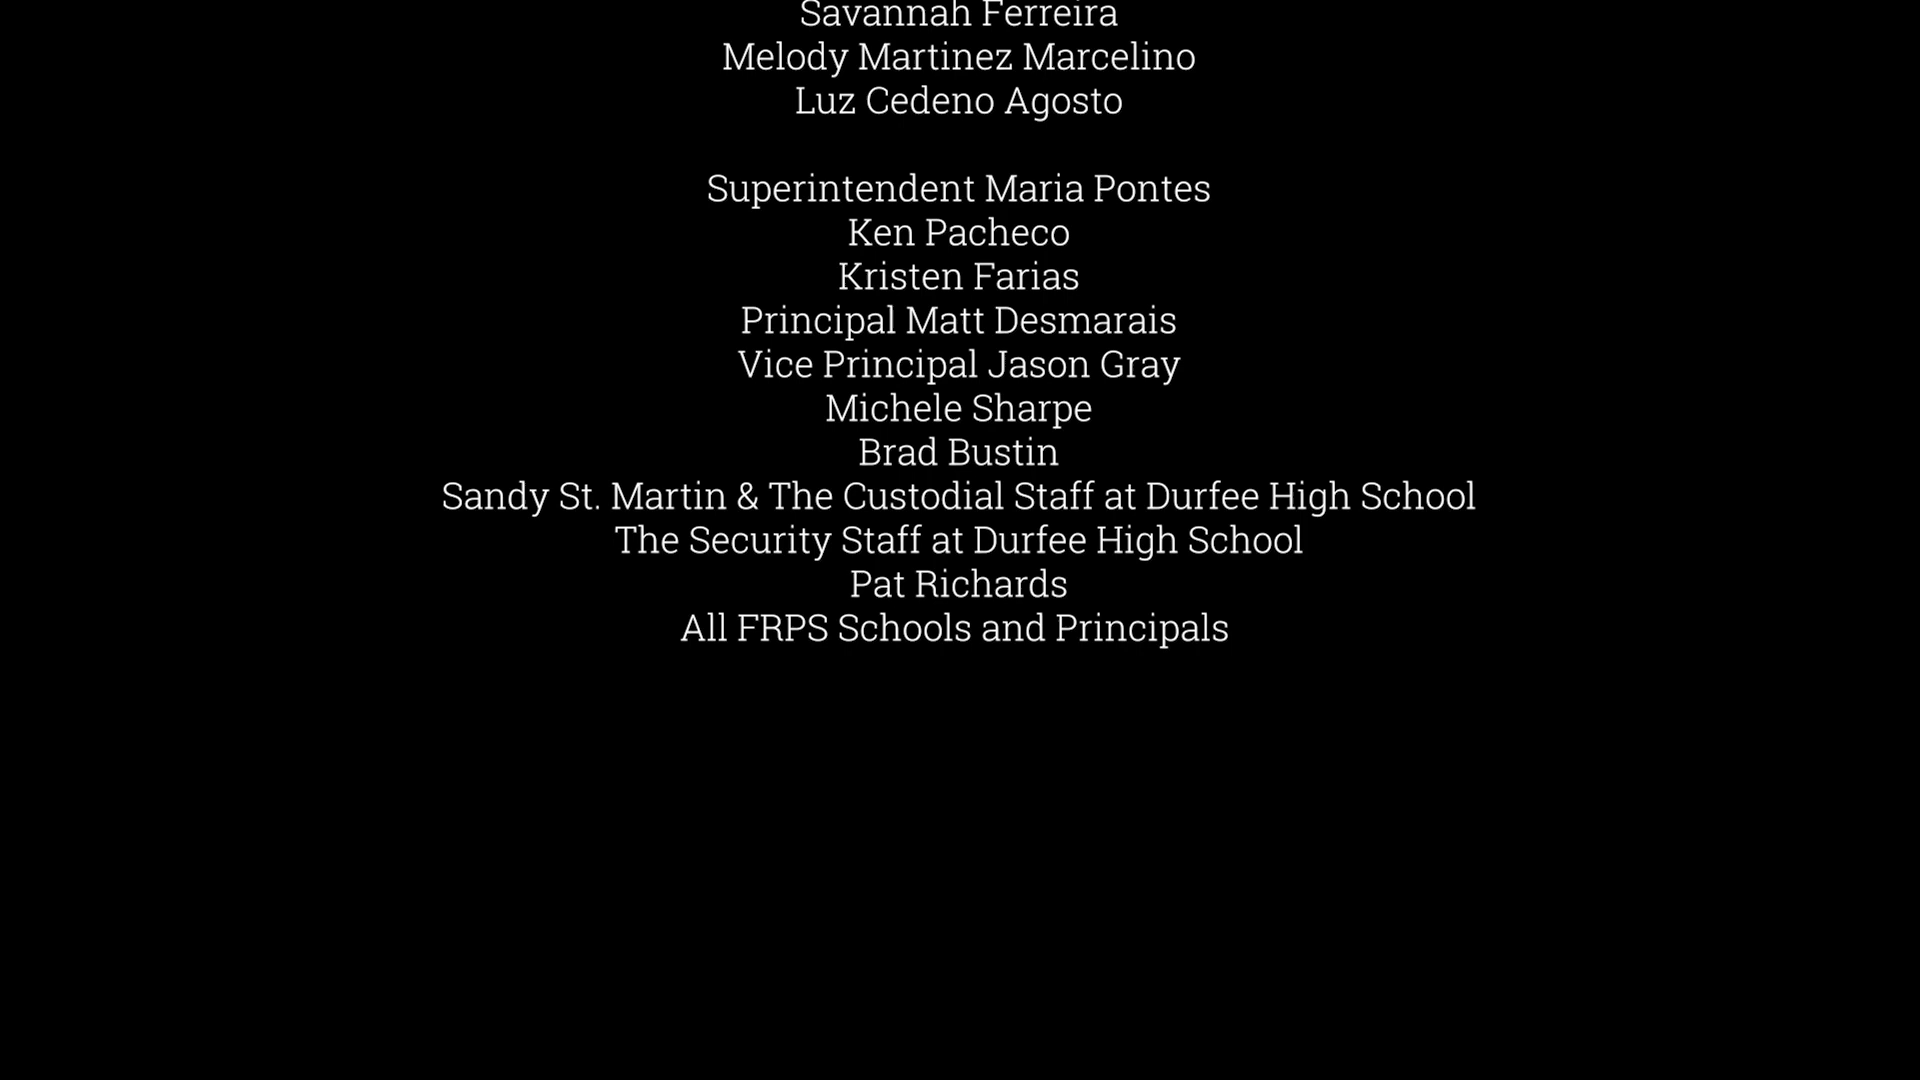 Savannah Ferreira
Melody Martinez Marcelino
Luz Cedeno Agosto
Superintendent Maria Pontes
Ken Pacheco
Kristen Farias
Principal Matt Desmarais
Vice Principal Jason Gray
Michele Sharpe
Brad Bustin
Sandy St. Martin & The Custodial Staff at Durfee High School
The Security Staff at Durfee High School
Pat Richards
All FRPS Schools and Principals